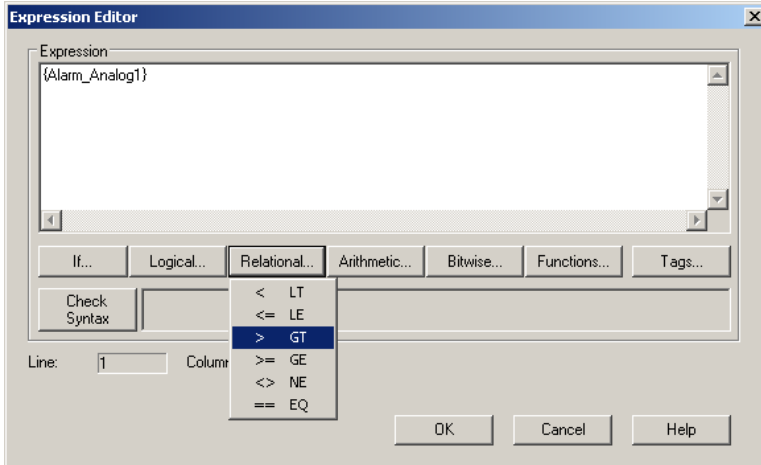 Expression Editor
Expression
{Alarm_Analog1}
If... Logical... Relational... Arithmetic... Bitwise... Functions... Tags...
Check
Syntax
< LT
<= LE
> GT
>= GE
<> NE
== EQ
Line: 1 Colum
OK Cancel Help